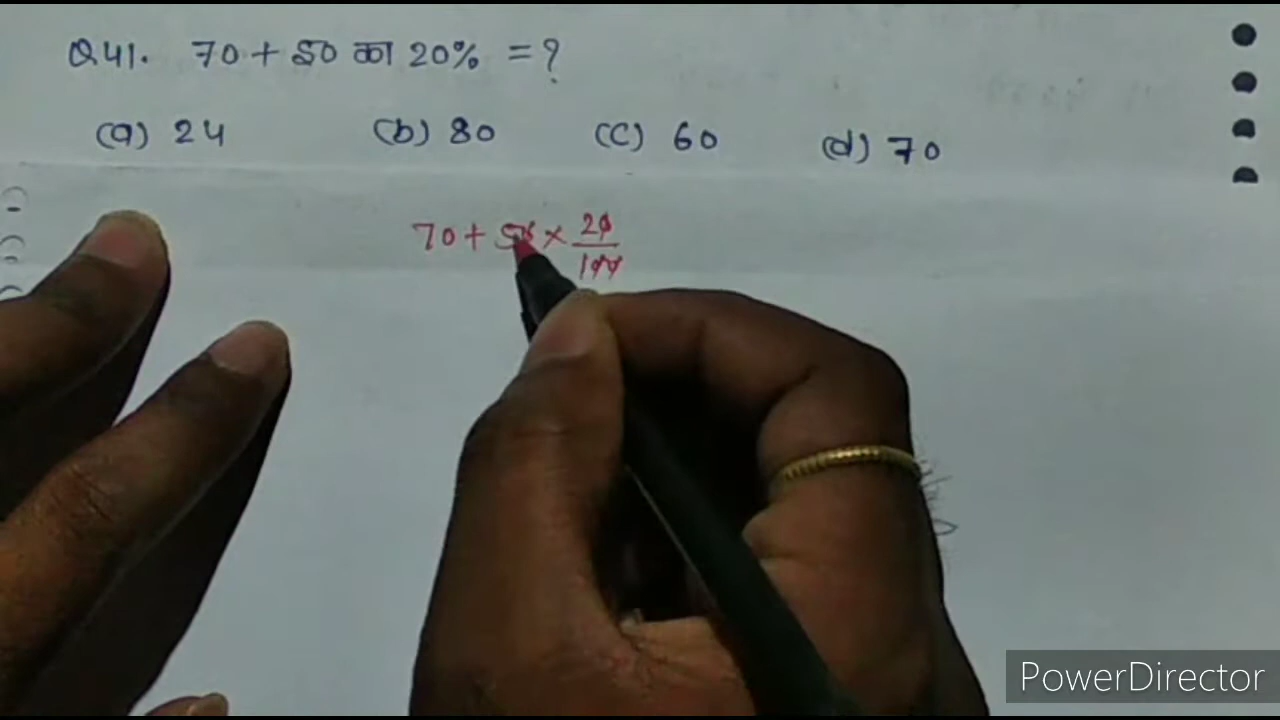 Q41. 70 + 50 का 20% = ?
(a) 24 (b) 80 (c) 60 (d) 70
70 + 50 × 20/100
PowerDirector